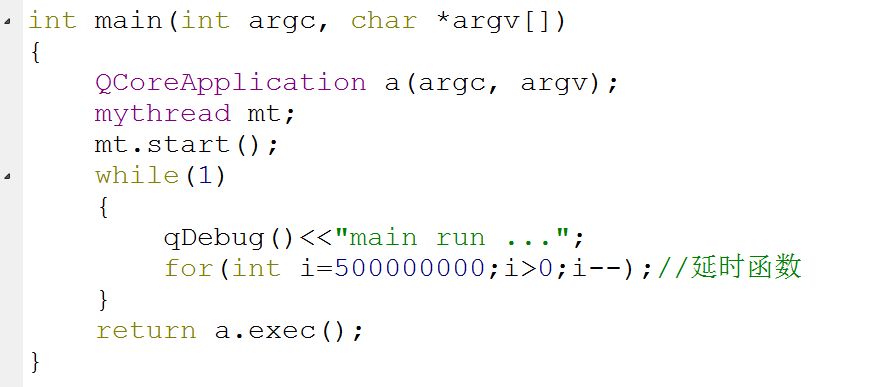 int main(int argc, char *argv[])
{
    QCoreApplication a(argc, argv);
    mythread mt;
    mt.start();
    while(1)
    {
        qDebug()<<"main run ...";
        for(int i=500000000;i>0;i--);//延时函数
    }
    return a.exec();
}